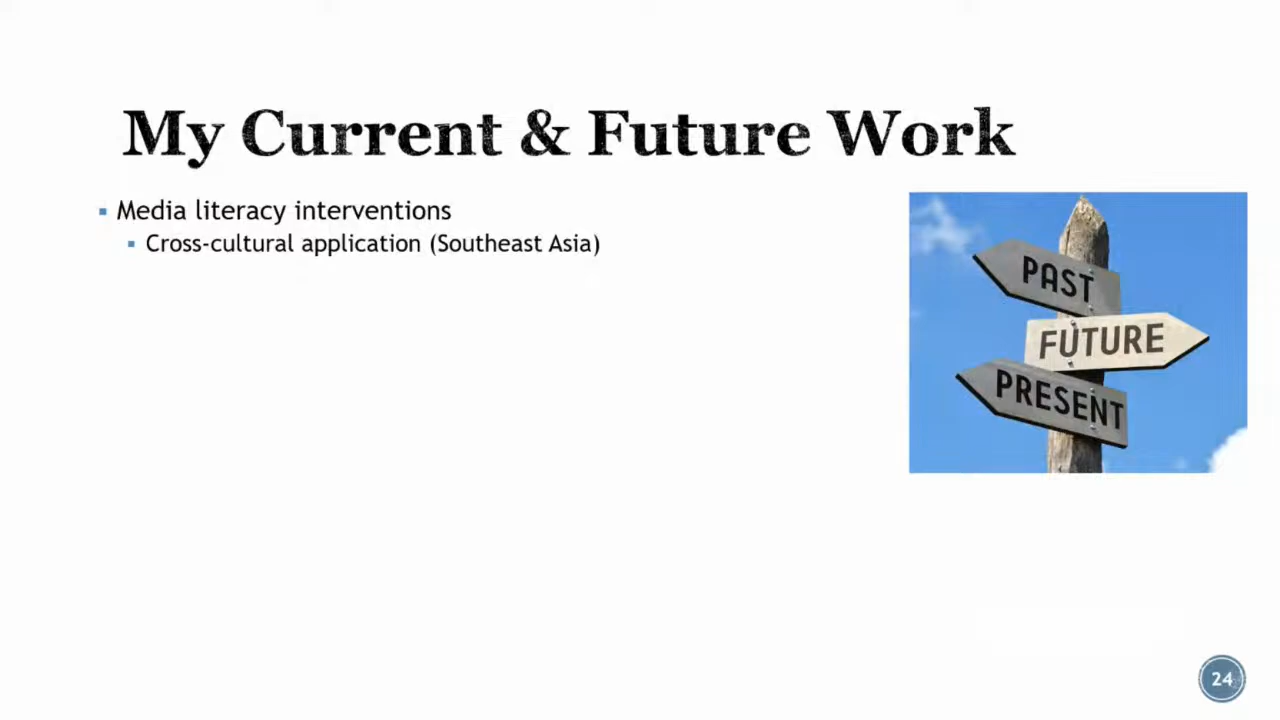 My Current & Future Work
Media literacy interventions
Cross-cultural application (Southeast Asia)
PAST
FUTURE
PRESENT
24